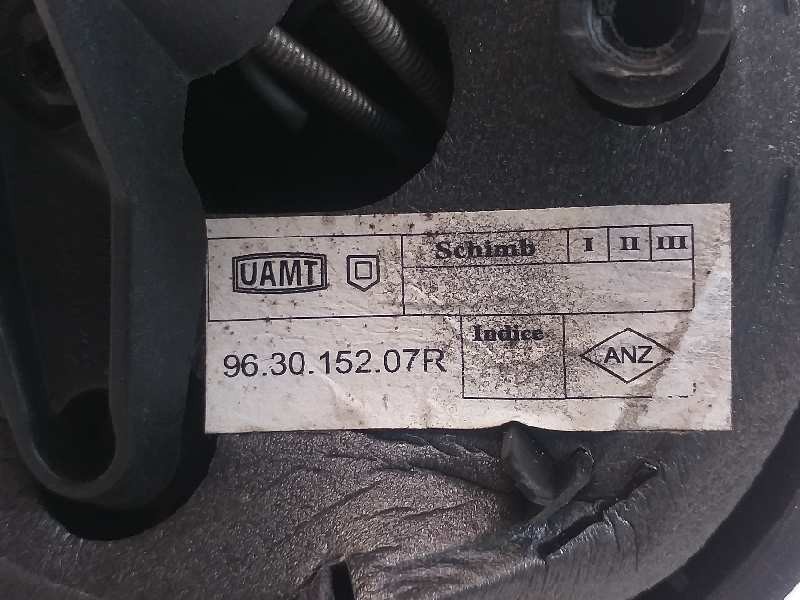 UAMT
Schimb I II III
96.30.152.07R
Indice
ANZ